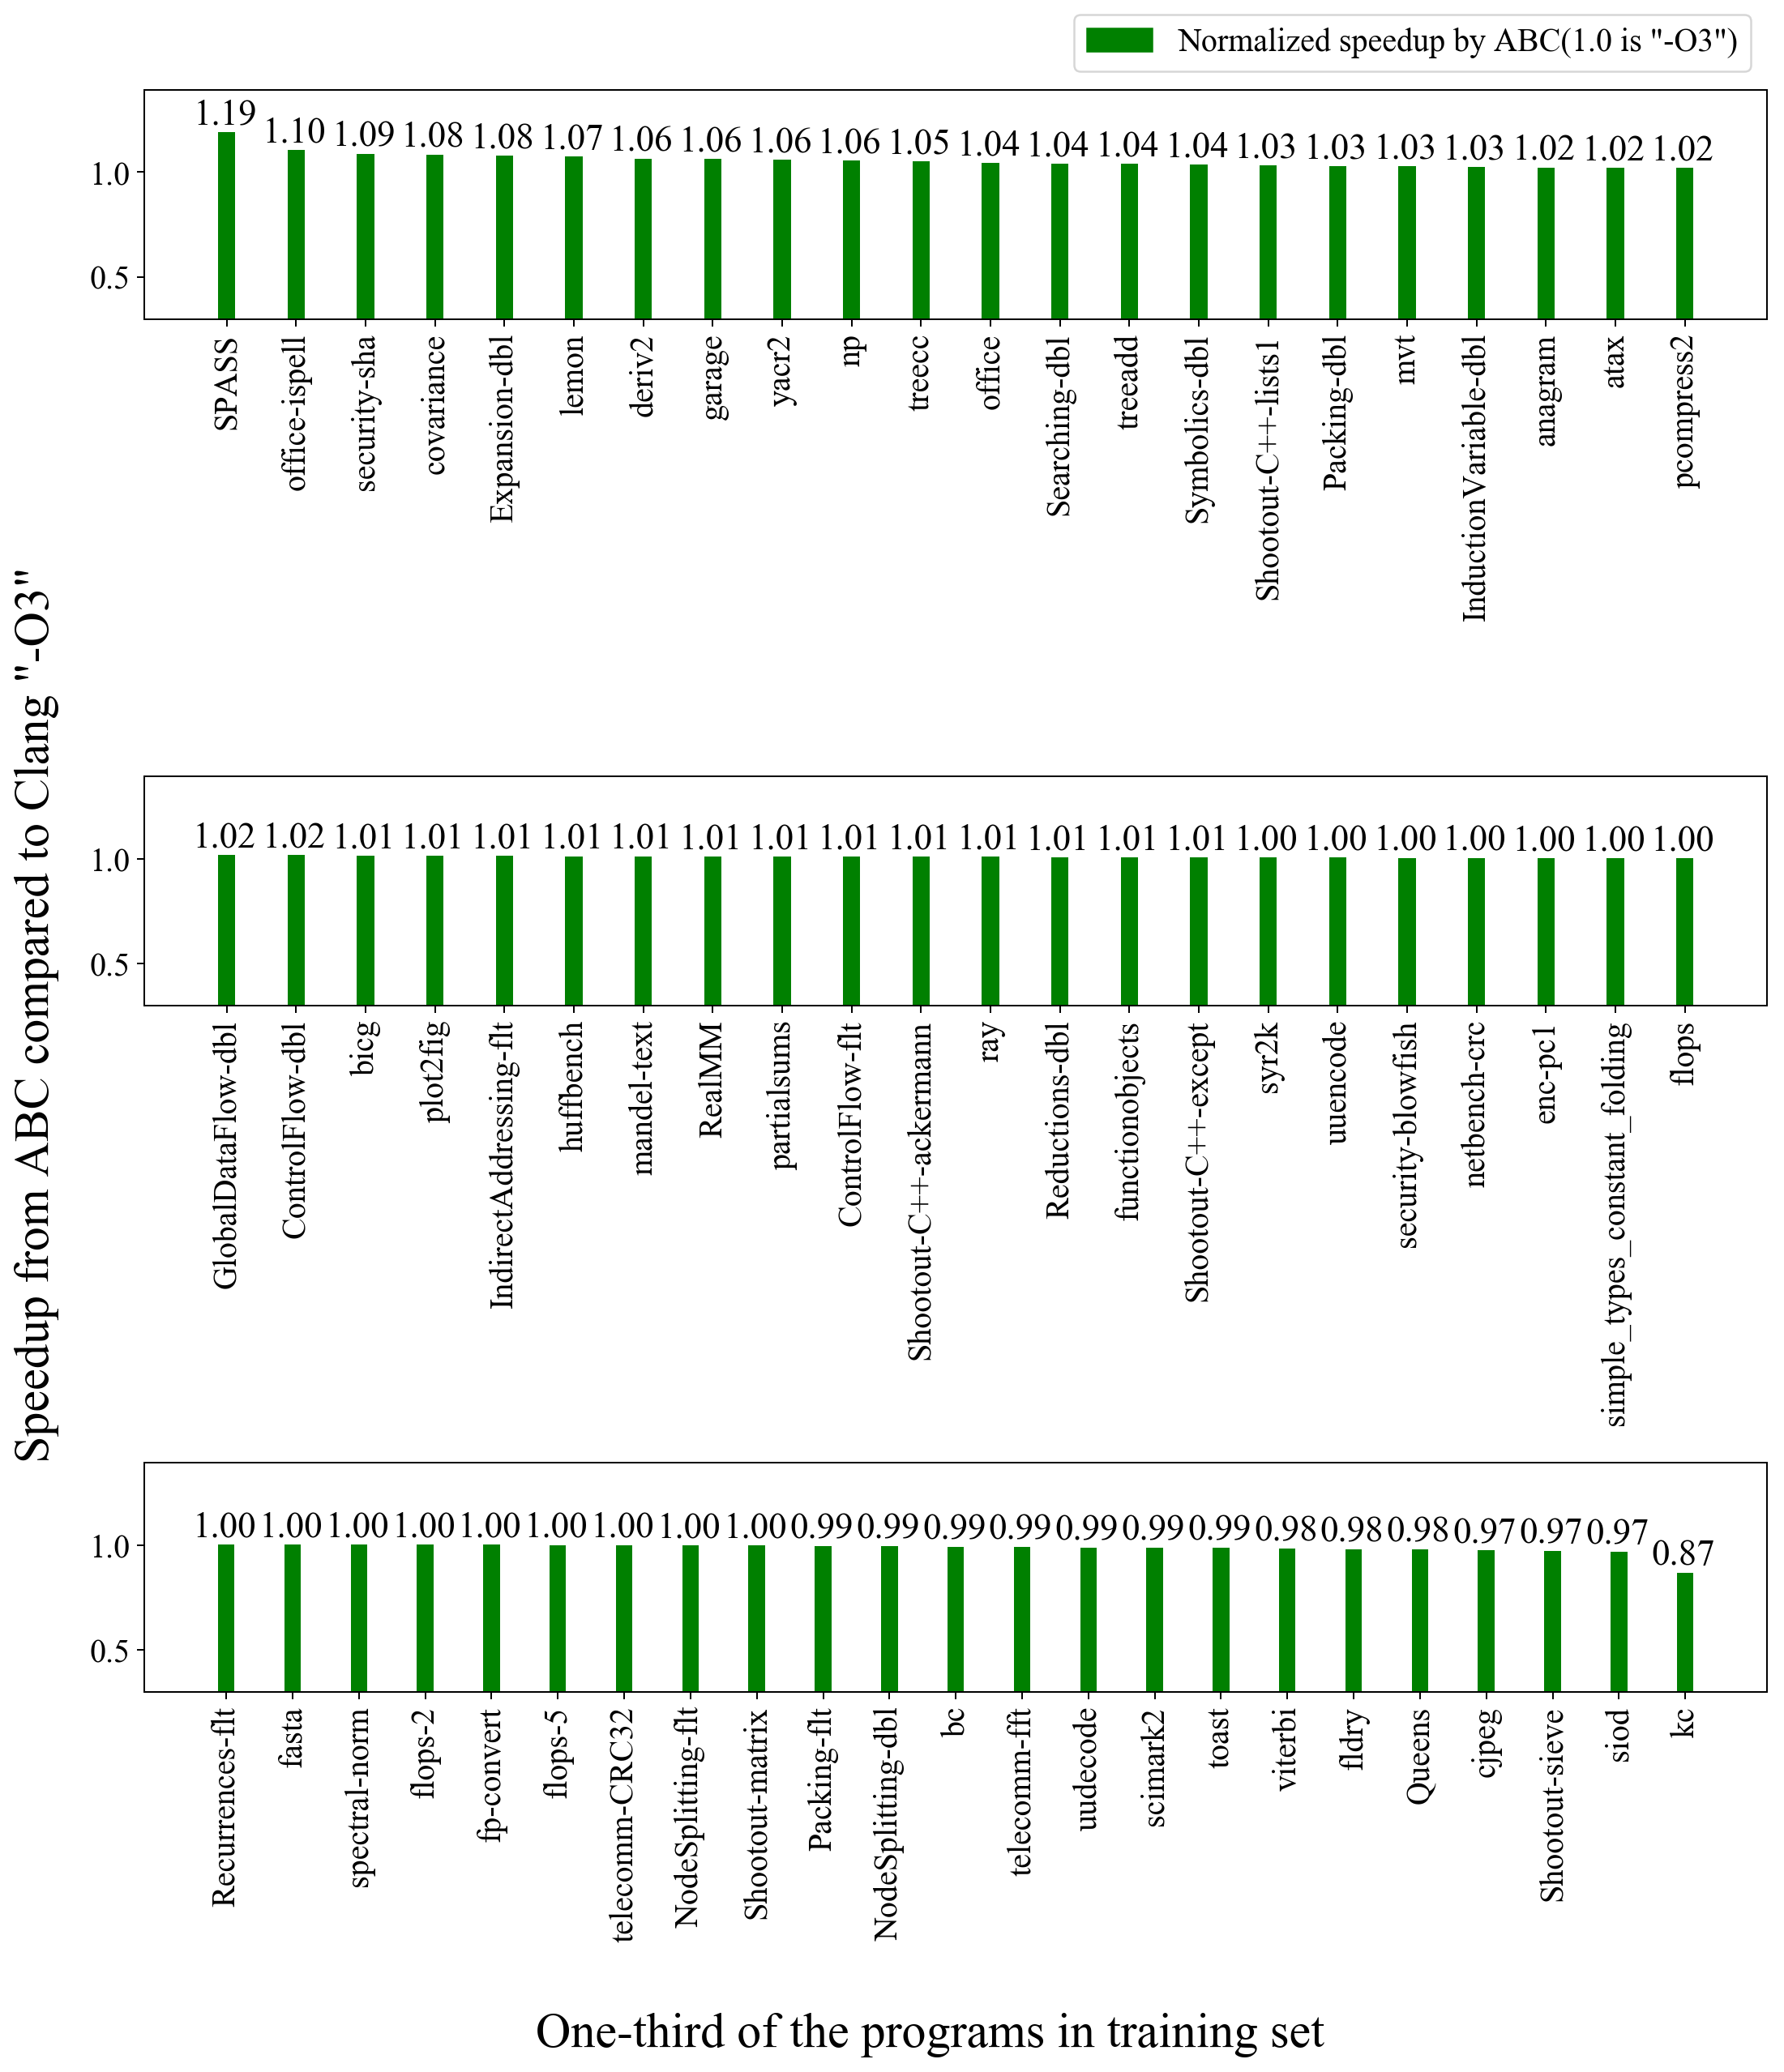 Normalized speedup by ABC(1.0 is "-O3")
Speedup from ABC compared to Clang "-O3"
1.19 1.10 1.09 1.08 1.08 1.07 1.06 1.06 1.06 1.06 1.05 1.04 1.04 1.04 1.04 1.03 1.03 1.03 1.03 1.02 1.02 1.02
1.0
0.5
SPASS
office-ispell
security-sha
covariance
Expansion-dbl
lemon
deriv2
garage
yacr2
np
treecc
office
Searching-dbl
treeadd
Symbolics-dbl
Shootout-C++-lists1
Packing-dbl
mvt
InductionVariable-dbl
anagram
atax
pcompress2
1.02 1.02 1.01 1.01 1.01 1.01 1.01 1.01 1.01 1.01 1.01 1.01 1.01 1.01 1.01 1.00 1.00 1.00 1.00 1.00 1.00 1.00
1.0
0.5
GlobalDataFlow-dbl
ControlFlow-dbl
bicg
plot2fig
IndirectAddressing-flt
huffbench
mandel-text
RealMM
partialsums
ControlFlow-flt
Shootout-C++-ackermann
ray
Reductions-dbl
functionobjects
Shootout-C++-except
syr2k
uuencode
security-blowfish
netbench-crc
enc-pc1
simple_types_constant_folding
flops
1.00 1.00 1.00 1.00 1.00 1.00 1.00 1.00 1.00 0.99 0.99 0.99 0.99 0.99 0.99 0.99 0.98 0.98 0.98 0.97 0.97 0.97 0.87
1.0
0.5
Recurrences-flt
fasta
spectral-norm
flops-2
fp-convert
flops-5
telecomm-CRC32
NodeSplitting-flt
Shootout-matrix
Packing-flt
NodeSplitting-dbl
bc
telecomm-fft
uudecode
scimark2
toast
viterbi
fldry
Queens
cjpeg
Shootout-sieve
siod
kc
One-third of the programs in training set